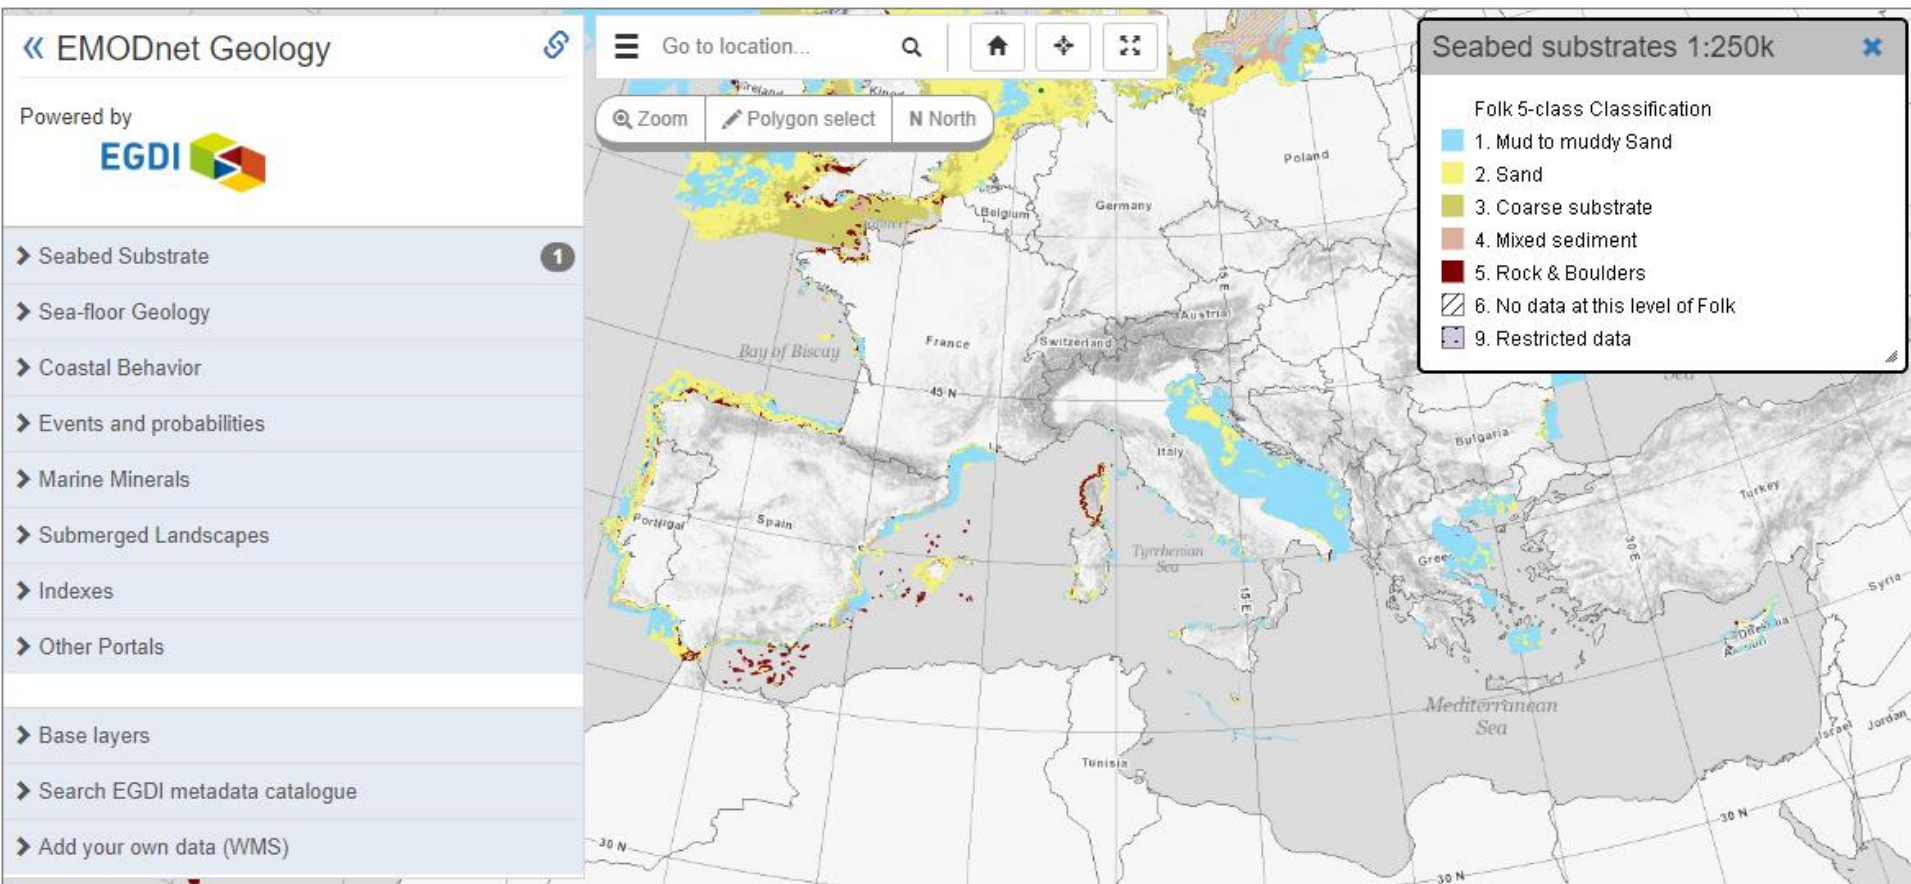 « EMODnet Geology
Powered by
EGDI
Seabed Substrate 1
Sea-floor Geology
Coastal Behavior
Events and probabilities
Marine Minerals
Submerged Landscapes
Indexes
Other Portals
Base layers
Search EGDI metadata catalogue
Add your own data (WMS)
Go to location...
Zoom
Polygon select
N North
Seabed substrates 1:250k
Folk 5-class Classification
1. Mud to muddy Sand
2. Sand
3. Coarse substrate
4. Mixed sediment
5. Rock & Boulders
6. No data at this level of Folk
9. Restricted data
Poland
Belgium
Germany
Austria
Bay of Biscay
France
Switzerland
45 N
Bulgaria
Italy
Turkey
Portugal
Spain
Tyrrhenian
Sea
30 E
15 E
Syria
Mediterranean
Sea
Israel
Jordan
Tunisia
30 N
30 N
30 N